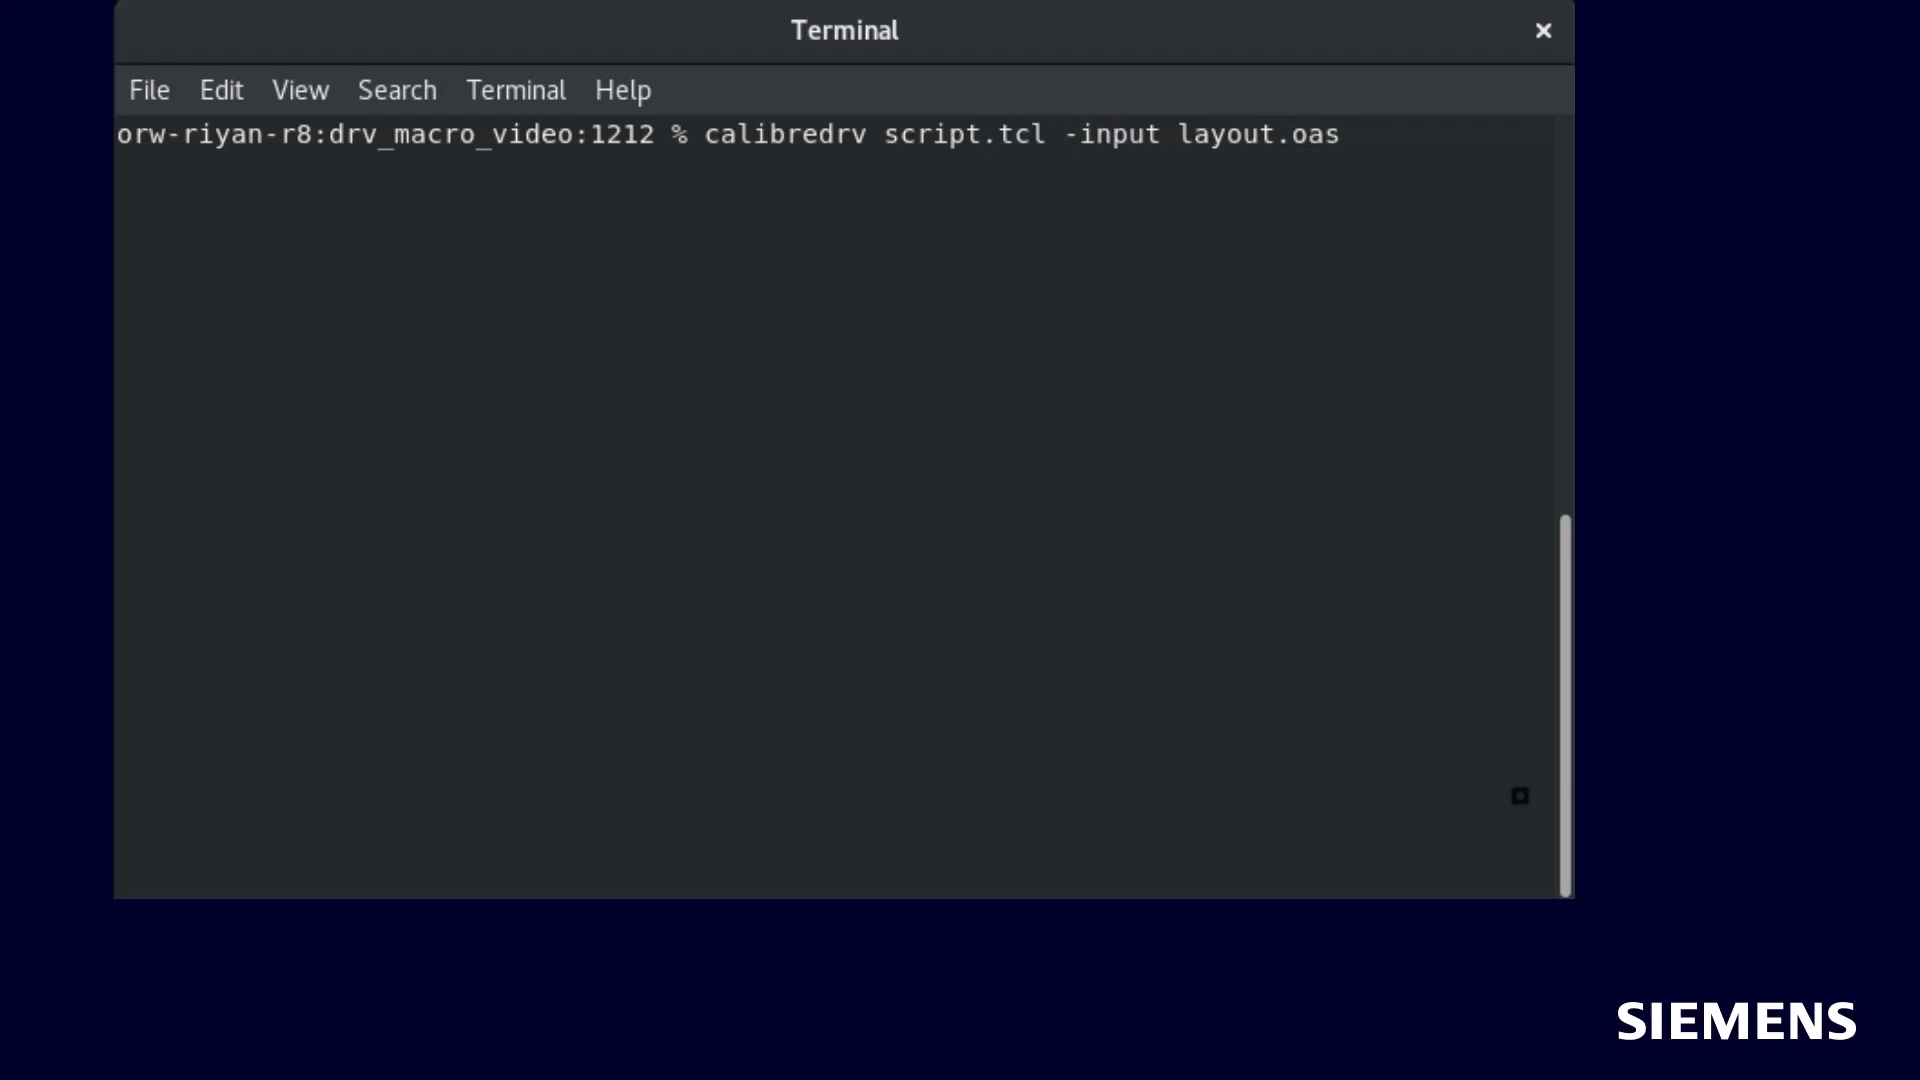 Terminal
File Edit View Search Terminal Help
orw-riyan-r8:drv_macro_video:1212 % calibredrv script.tcl -input layout.oas
SIEMENS